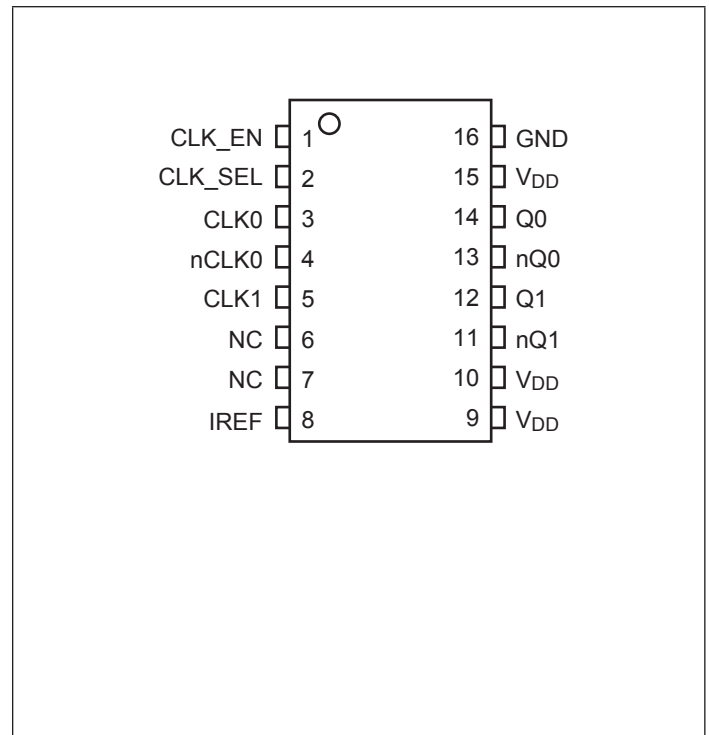 CLK_EN 1 16 GND
CLK_SEL 2 15 VDD
CLK0 3 14 Q0
nCLK0 4 13 nQ0
CLK1 5 12 Q1
NC 6 11 nQ1
NC 7 10 VDD
IREF 8 9 VDD